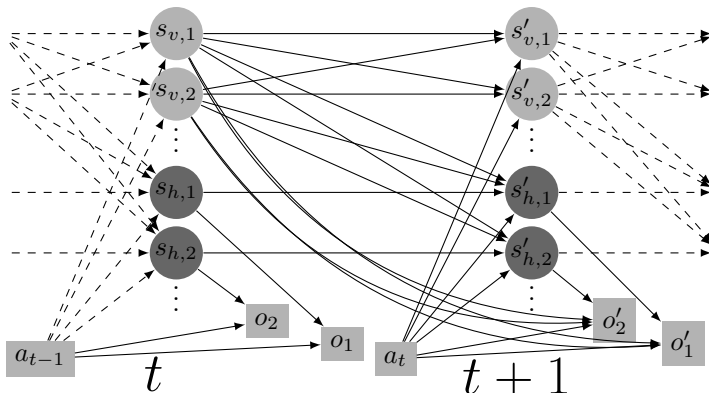 s_{v,1} s'_{v,1}
s_{v,2} s'_{v,2}
s_{h,1} s'_{h,1}
s_{h,2} s'_{h,2}
o_2 o'_2
o_1 o'_1
a_{t−1} a_t
t t + 1